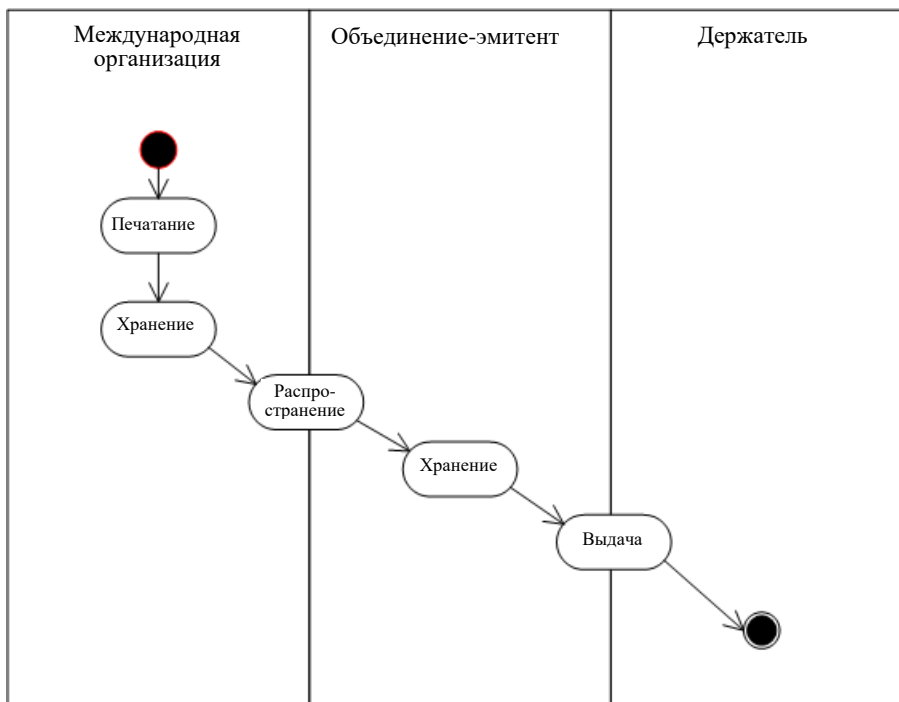 Международная
организация
Объединение-эмитент
Держатель
Печатание
Хранение
Распро-
странение
Хранение
Выдача